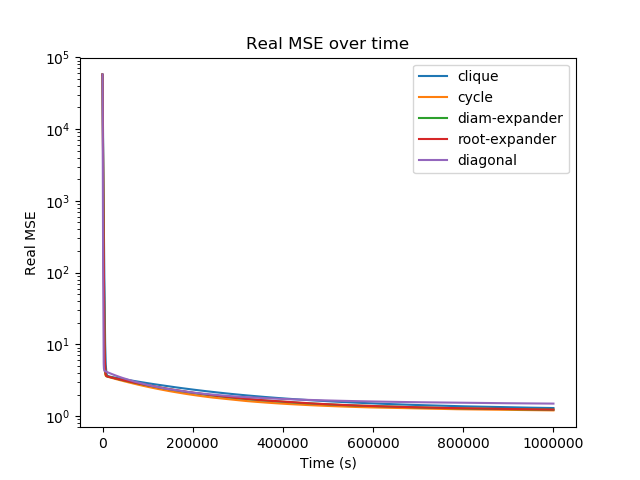 Real MSE over time
Real MSE
10^5
10^4
10^3
10^2
10^1
10^0
clique
cycle
diam-expander
root-expander
diagonal
0 200000 400000 600000 800000 1000000
Time (s)